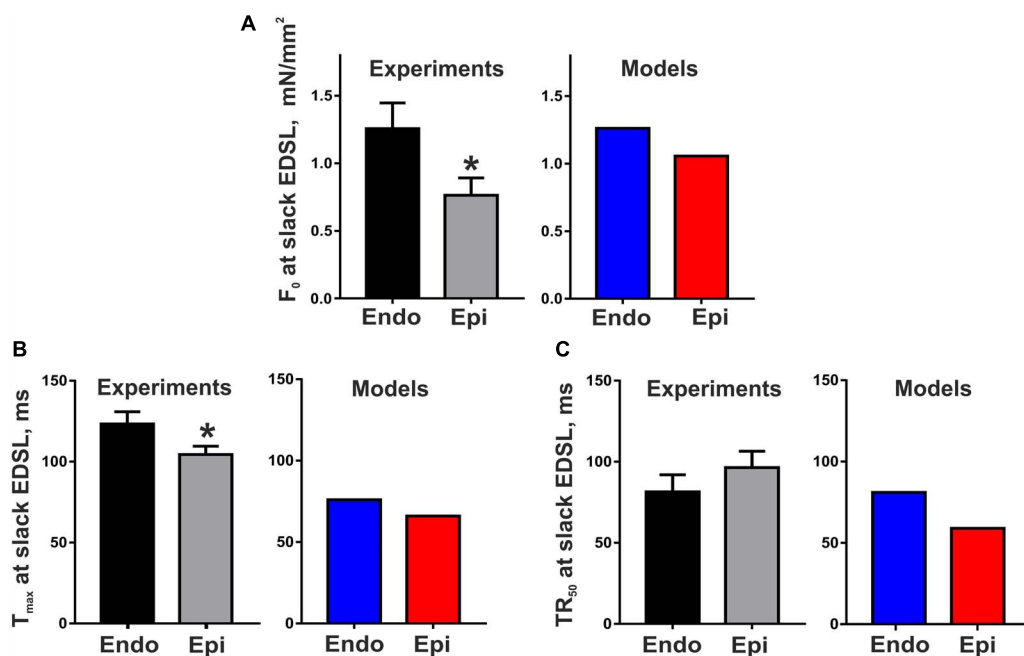 A
F₀ at slack EDSL, mN/mm²
Experiments
1.5
1.0
0.5
0.0
*
Endo Epi
Models
1.5
1.0
0.5
0.0
Endo Epi
B
Tmax at slack EDSL, ms
Experiments
150
100
50
0
*
Endo Epi
Models
150
100
50
0
Endo Epi
C
TR₅₀ at slack EDSL, ms
Experiments
150
100
50
0
Endo Epi
Models
150
100
50
0
Endo Epi